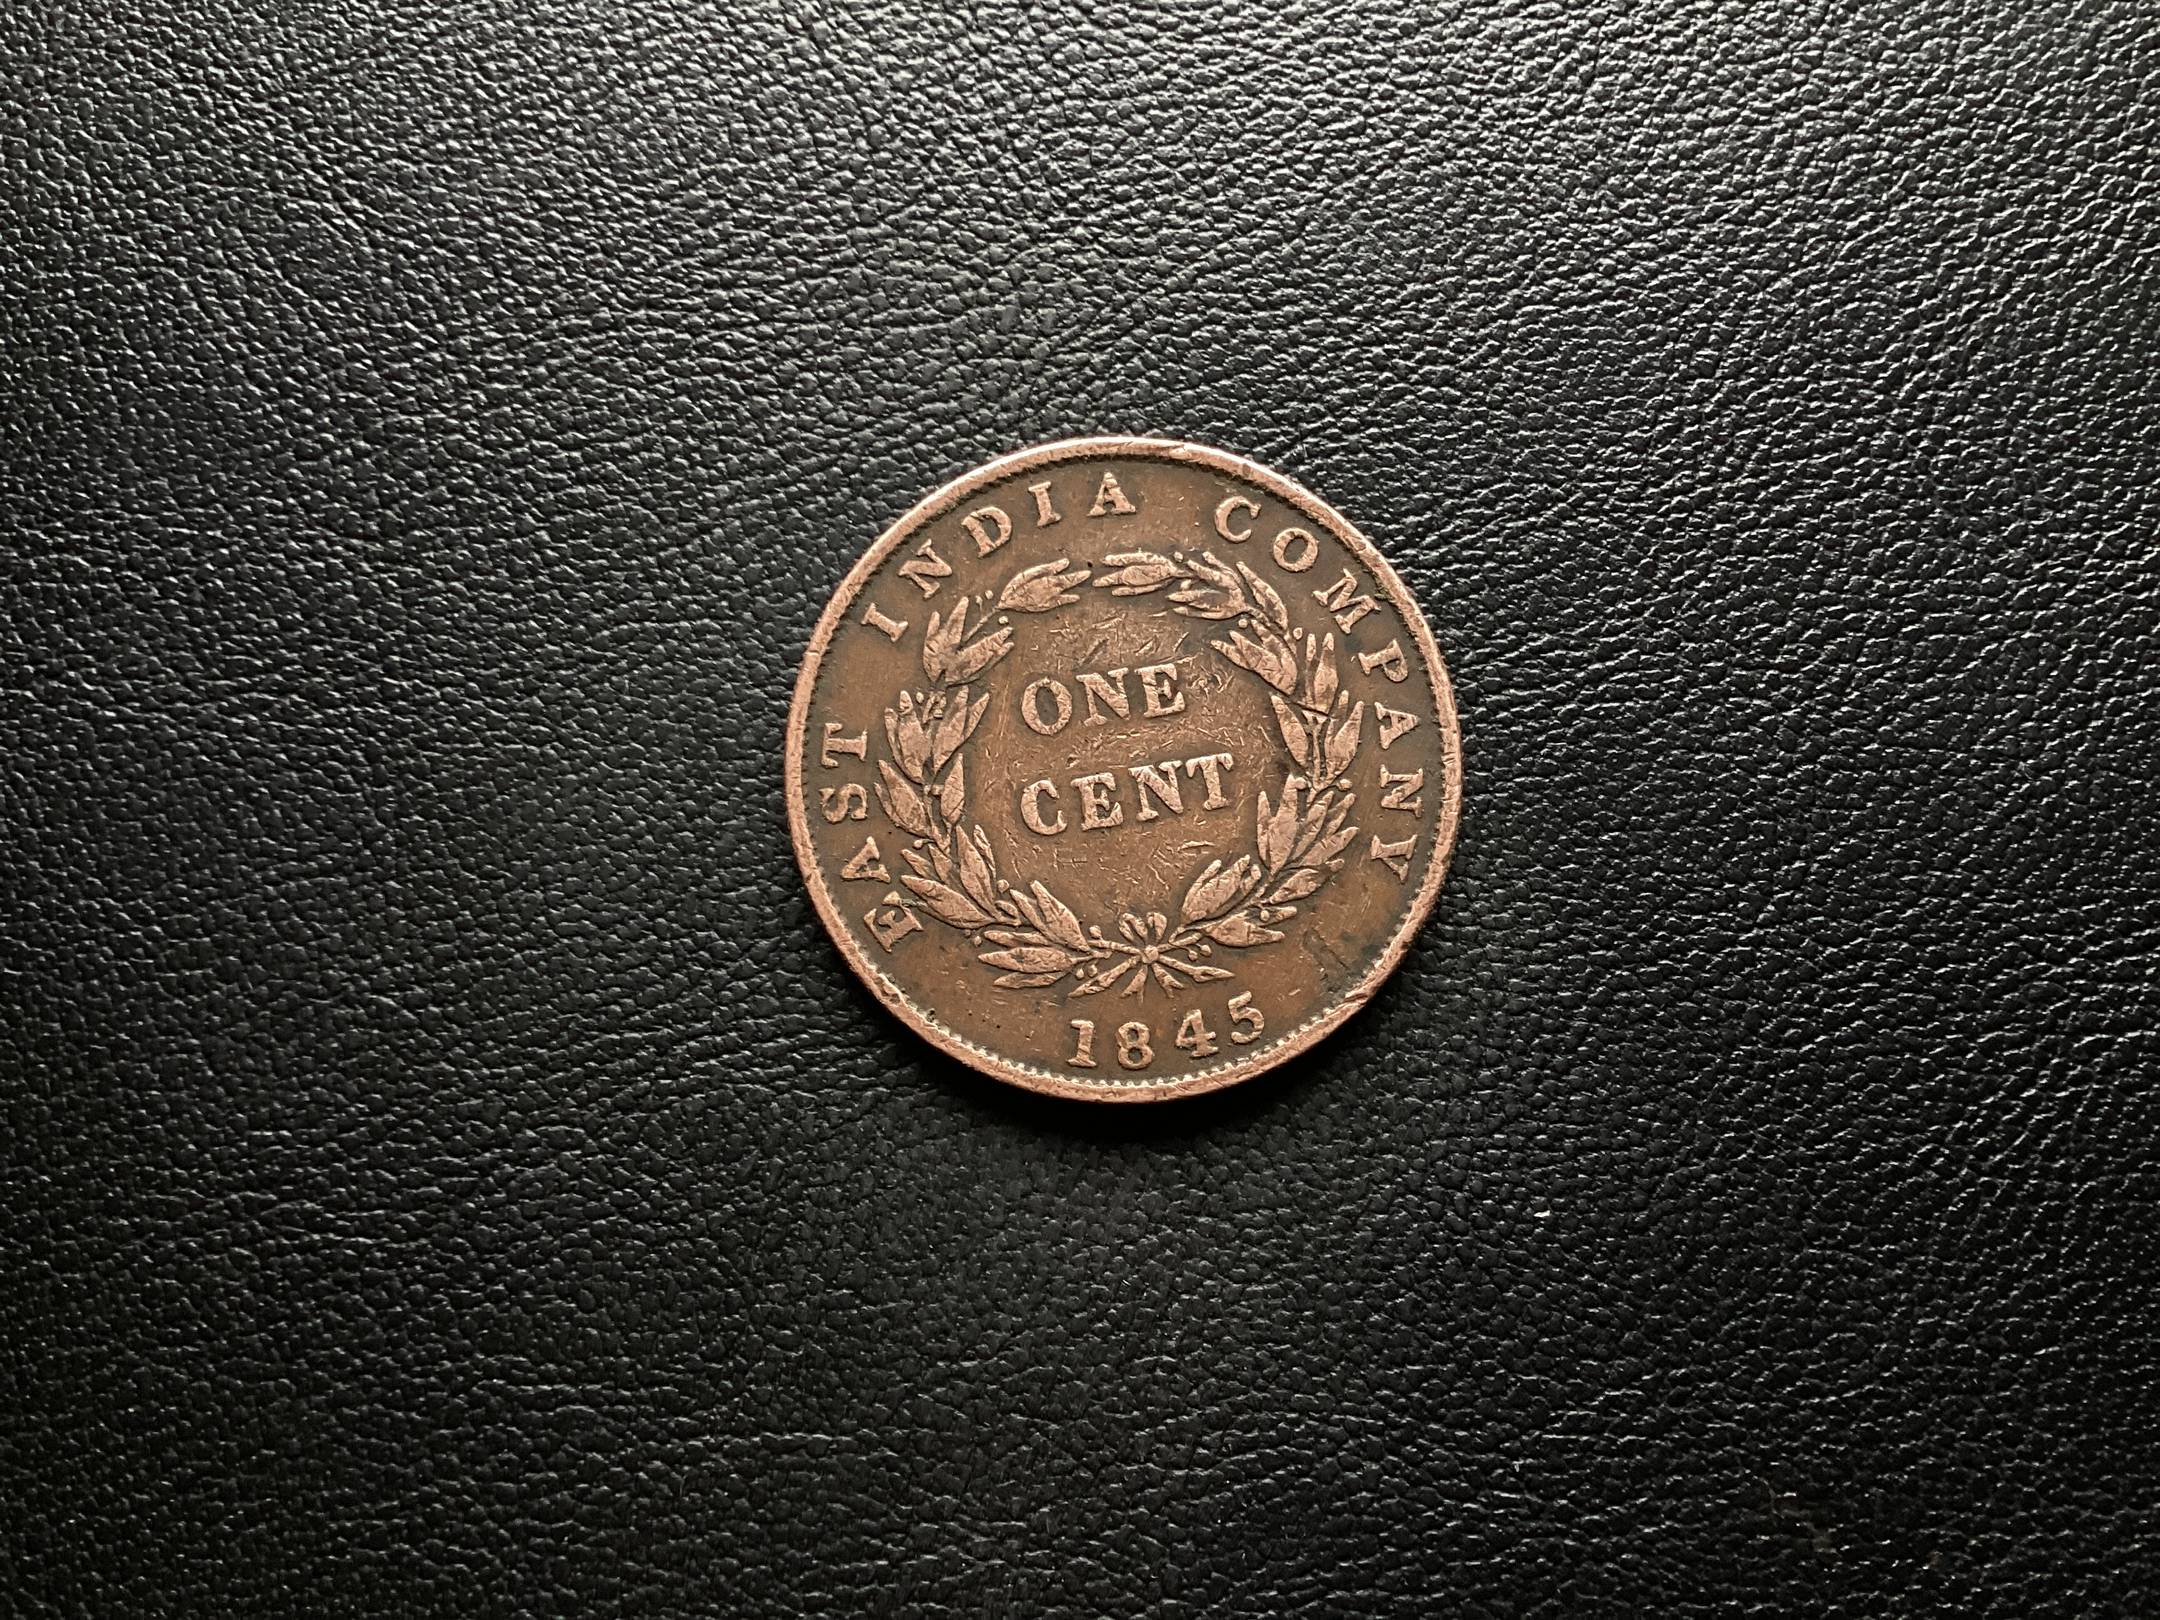 EAST INDIA COMPANY
ONE
CENT
1845